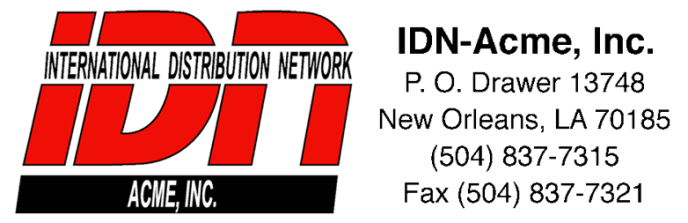 IDN
INTERNATIONAL DISTRIBUTION NETWORK
ACME, INC.
IDN-Acme, Inc.
P. O. Drawer 13748
New Orleans, LA 70185
(504) 837-7315
Fax (504) 837-7321